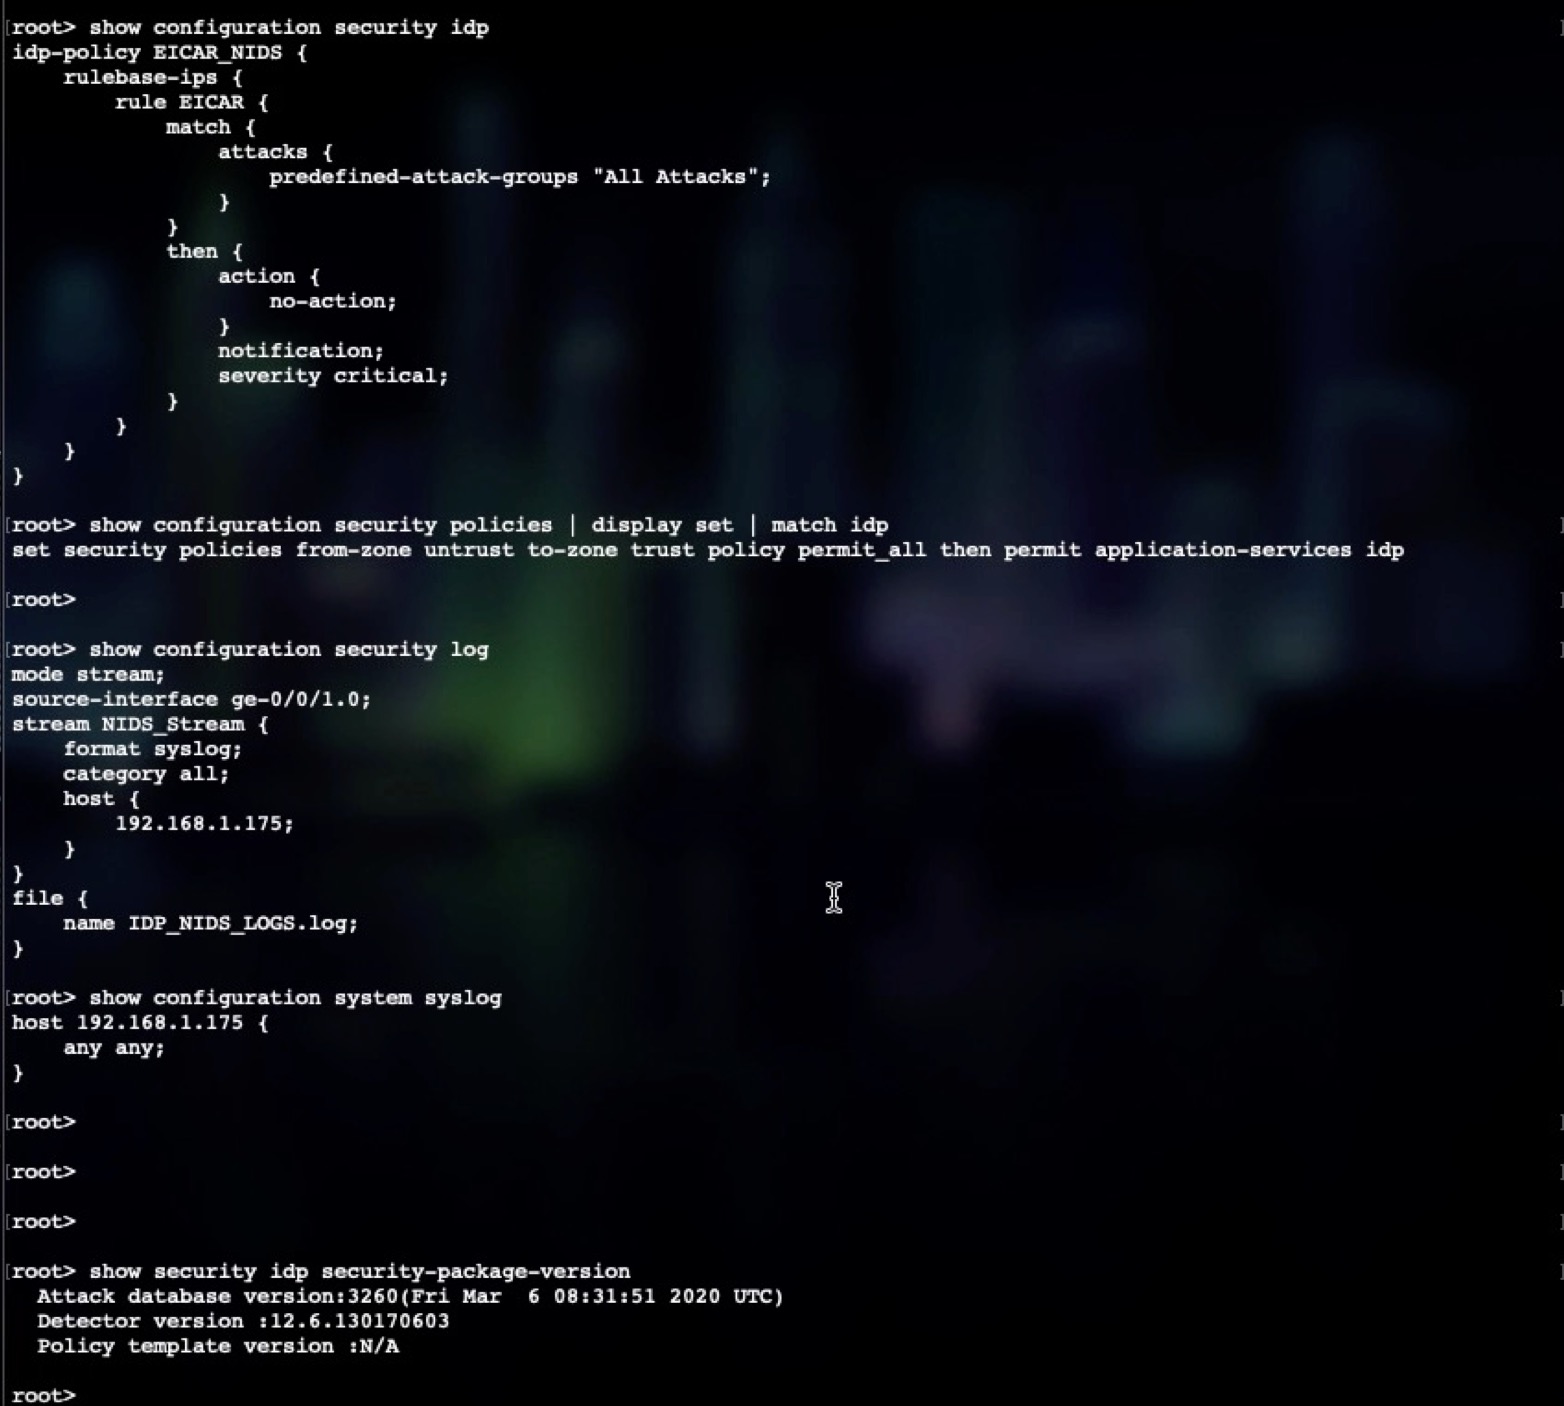 [root> show configuration security idp
idp-policy EICAR_NIDS {
    rulebase-ips {
        rule EICAR {
            match {
                attacks {
                    predefined-attack-groups "All Attacks";
                }
            }
            then {
                action {
                    no-action;
                }
                notification;
                severity critical;
            }
        }
    }
}
[root> show configuration security policies | display set | match idp
set security policies from-zone untrust to-zone trust policy permit_all then permit application-services idp
[root>
[root> show configuration security log
mode stream;
source-interface ge-0/0/1.0;
stream NIDS_Stream {
    format syslog;
    category all;
    host {
        192.168.1.175;
    }
}
file {
    name IDP_NIDS_LOGS.log;
}
[root> show configuration system syslog
host 192.168.1.175 {
    any any;
}
[root>
[root>
[root>
[root> show security idp security-package-version
  Attack database version:3260(Fri Mar  6 08:31:51 2020 UTC)
  Detector version :12.6.130170603
  Policy template version :N/A
root>